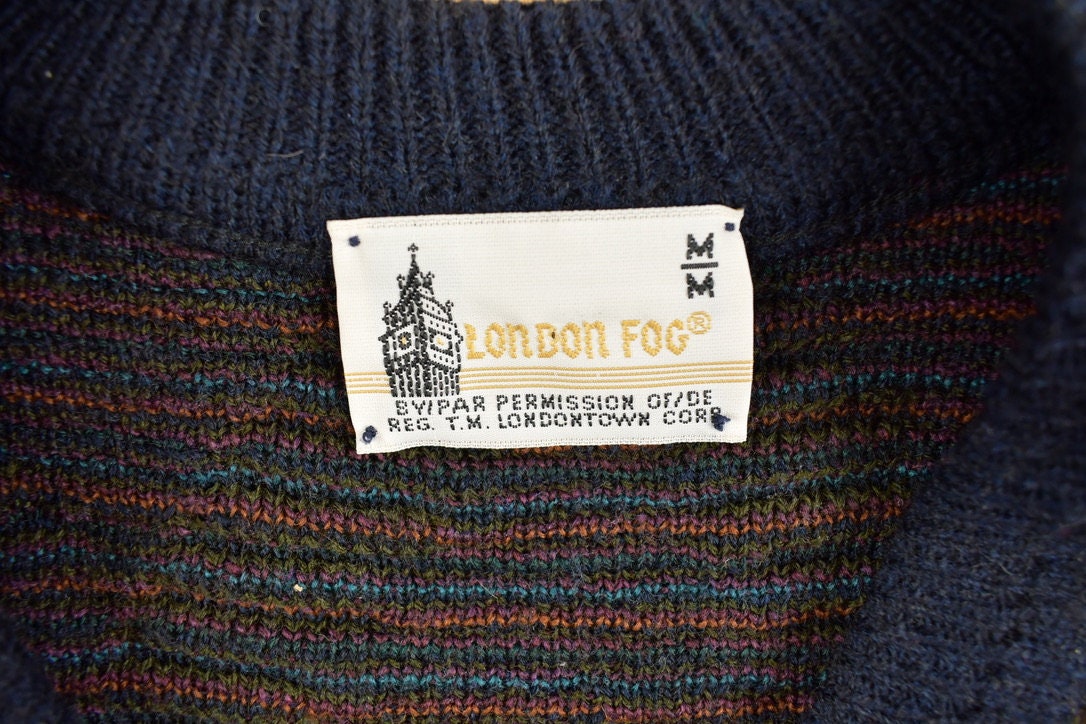 M
M
LONDON FOG®
BY/PAR PERMISSION OF/DE
REG. T.M. LONDONTOWN CORP